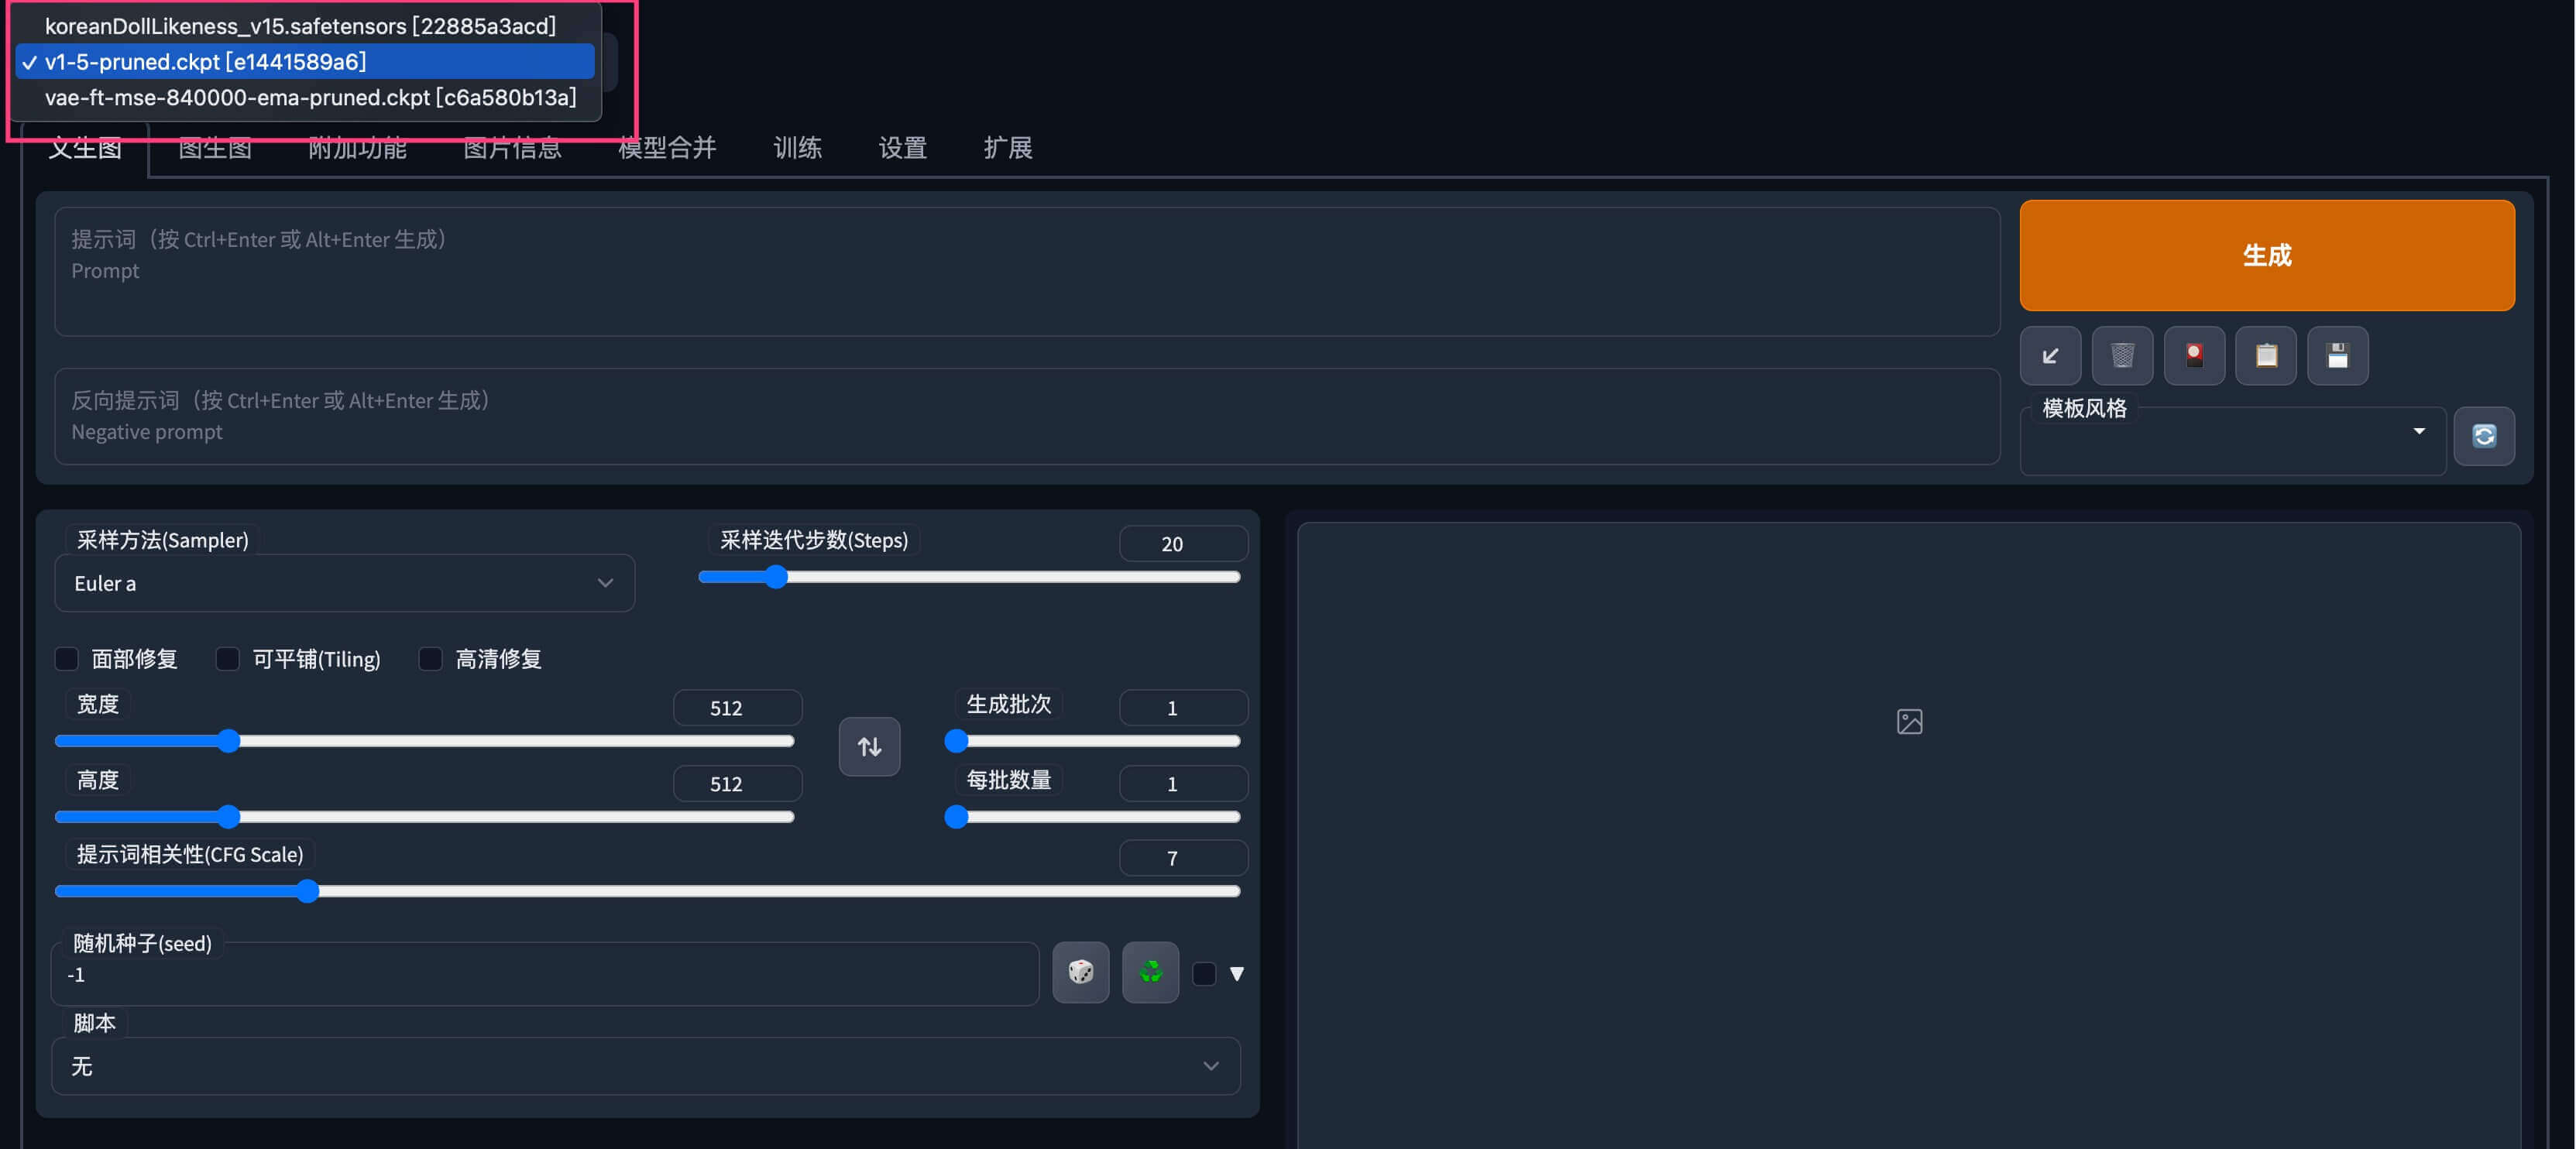 koreanDollLikeness_v15.safetensors [22885a3acd]
✓ v1-5-pruned.ckpt [e1441589a6]
vae-ft-mse-840000-ema-pruned.ckpt [c6a580b13a]
文生图 图生图 附加功能 图片信息 模型合并 训练 设置 扩展
提示词（按 Ctrl+Enter 或 Alt+Enter 生成）
Prompt
生成
反向提示词（按 Ctrl+Enter 或 Alt+Enter 生成）
Negative prompt
模板风格
采样方法(Sampler)
Euler a
采样迭代步数(Steps)
20
面部修复 可平铺(Tiling) 高清修复
宽度
512
生成批次
1
高度
512
每批数量
1
提示词相关性(CFG Scale)
7
随机种子(seed)
-1
脚本
无